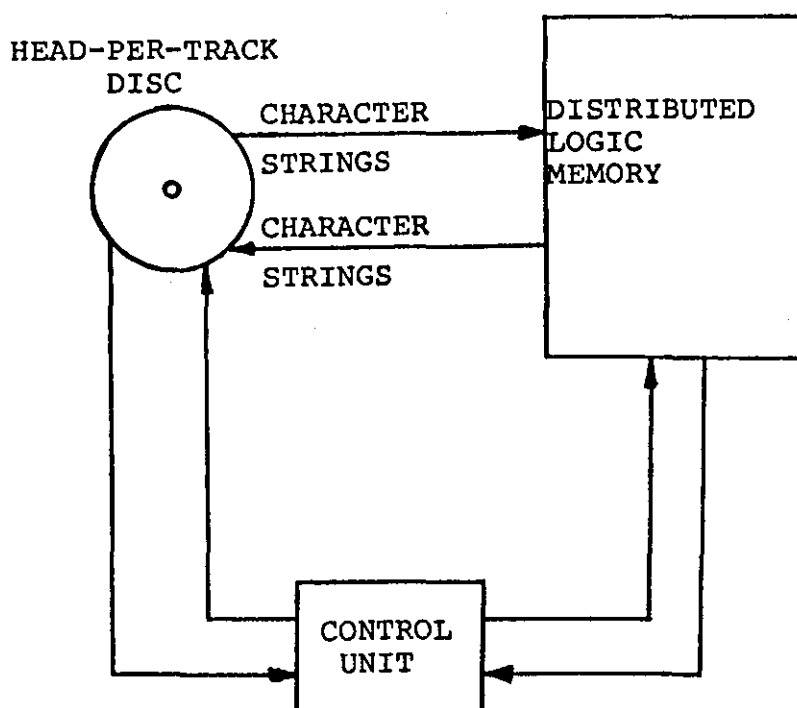 HEAD-PER-TRACK
DISC
CHARACTER
STRINGS
DISTRIBUTED
LOGIC
MEMORY
CHARACTER
STRINGS
CONTROL
UNIT